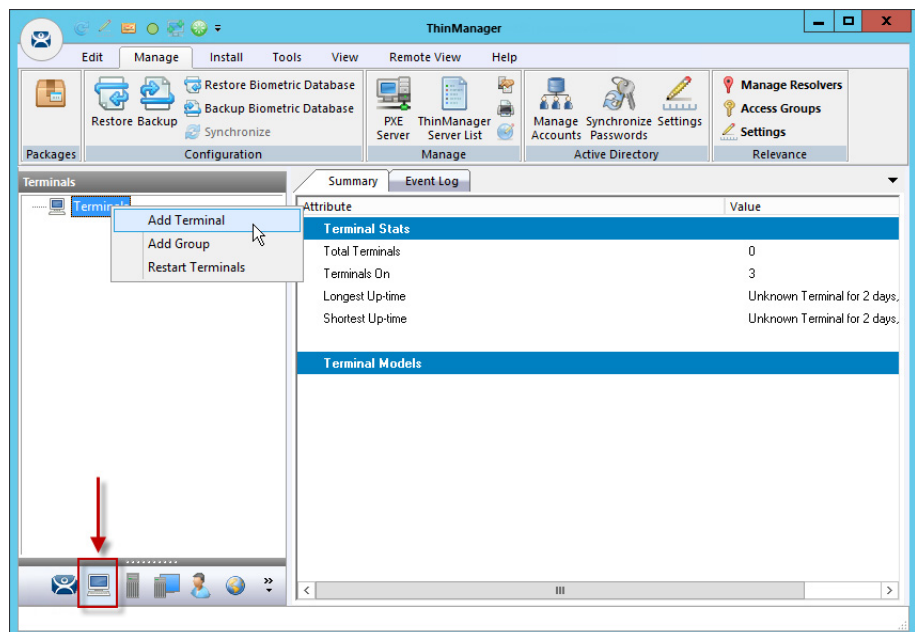 ThinManager
Edit Manage Install Tools View Remote View Help
Restore Backup
Restore Biometric Database
Backup Biometric Database
Synchronize
PXE Server
ThinManager Server List
Manage Accounts
Synchronize Passwords
Settings
Manage Resolvers
Access Groups
Settings
Packages Configuration Manage Active Directory Relevance
Terminals
Summary Event Log
Terminals
Add Terminal
Add Group
Restart Terminals
Attribute Value
Terminal Stats
Total Terminals 0
Terminals On 3
Longest Up-time Unknown Terminal for 2 days,
Shortest Up-time Unknown Terminal for 2 days,
Terminal Models